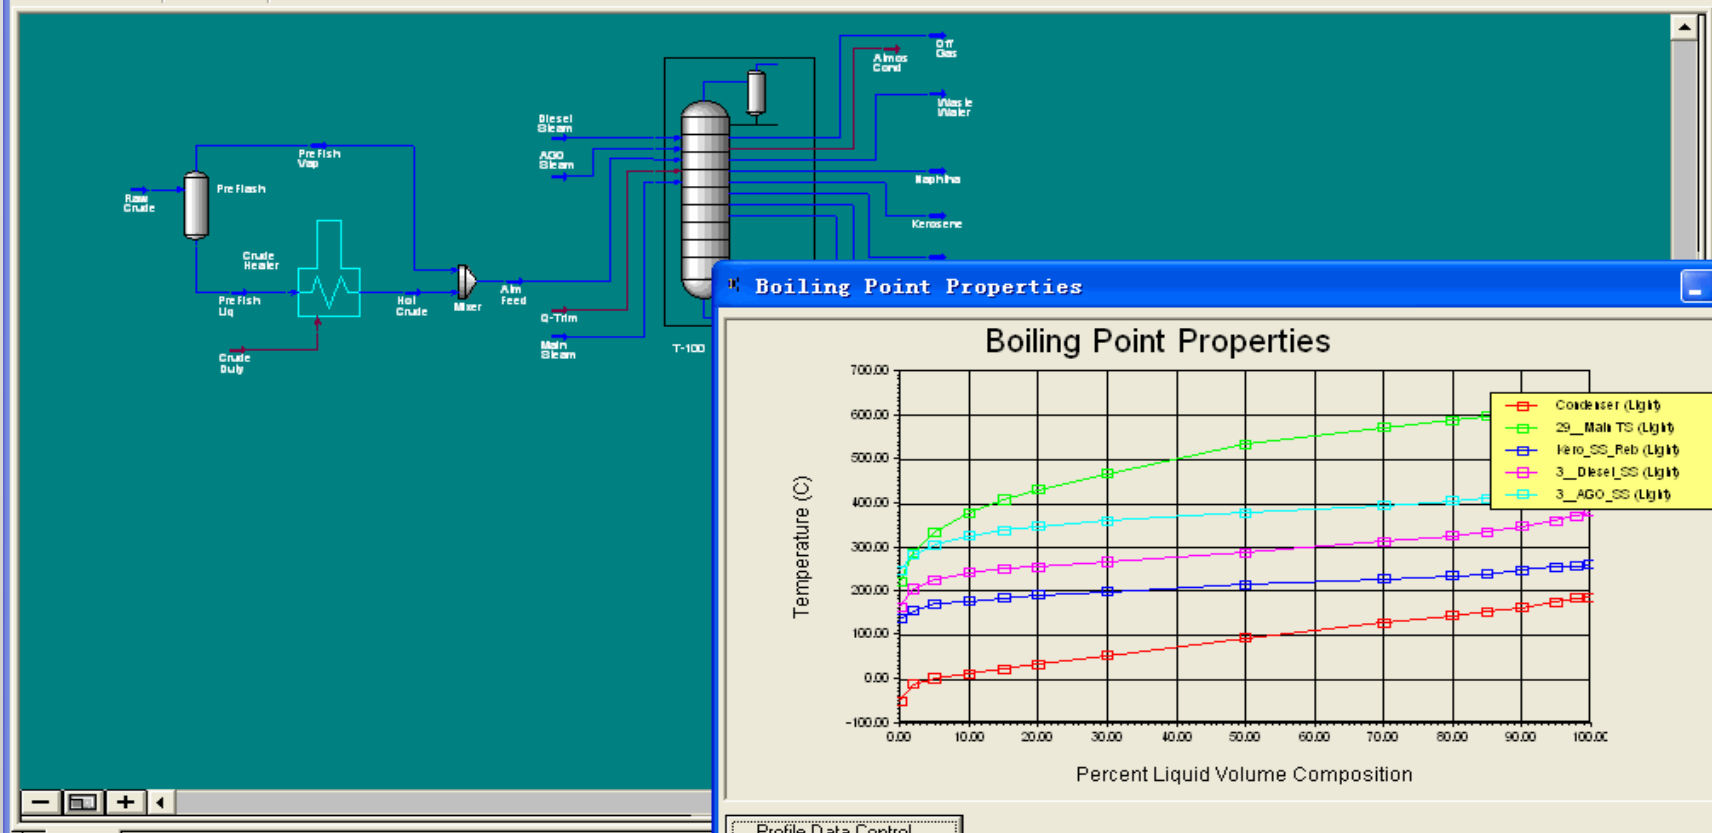 Off
Gas
Atmos
Cond
Waste
Water
Diesel
Steam
AGO
Steam
PreFlsh
Vap
PreFlash
Raw
Crude
Naphtha
Kerosene
Crude
Heater
PreFlsh
Liq
Hot
Crude
Mixer
Atm
Feed
Q-Trim
Main
Steam
T-100
Crude
Duty
Boiling Point Properties
Boiling Point Properties
700.00
600.00
500.00
400.00
300.00
200.00
100.00
0.00
-100.00
Temperature (C)
Condenser (Light)
29__Main TS (Light)
Kero_SS_Reb (Light)
3__Diesel_SS (Light)
3__AGO_SS (Light)
0.00 10.00 20.00 30.00 40.00 50.00 60.00 70.00 80.00 90.00 100.00
Percent Liquid Volume Composition
Profile Data Control